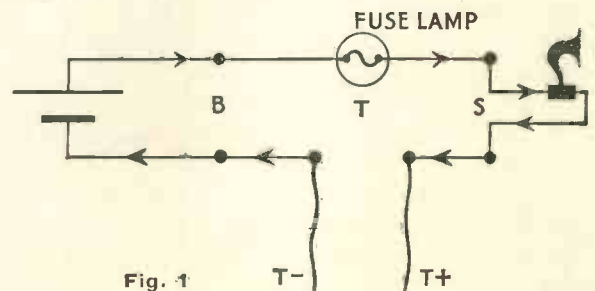 FUSE LAMP
B
T
S
T-
T+
Fig. 1